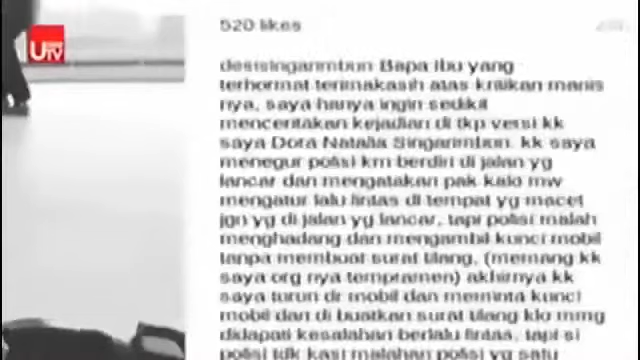 UTV
520 likes
desisingarimbun Bapa Ibu yang
terhormat terimakasih atas kritikan manis
nya, saya hanya ingin sedikit
menceritakan kejadian di tkp versi kk
saya Dora Natalia Singarimbun. kk saya
menegur polisi krn berdiri di jalan yg
lancar dan mengatakan pak kalo mw
mengatur lalu lintas di tempat yg macet
jgn yg di jalan yg lancar, tapi polisi malah
menghadang dan mengambil kunci mobil
tanpa membuat surat tilang, (memang kk
saya org nya temptramen) akhirnya kk
saya turun dr mobil dan meminta kunci
mobil dan di buatkan surat tilang klo mmg
didapati kesalahan berlalu lintas, tapi si
polisi tdk kasi malahan polisi yg satu